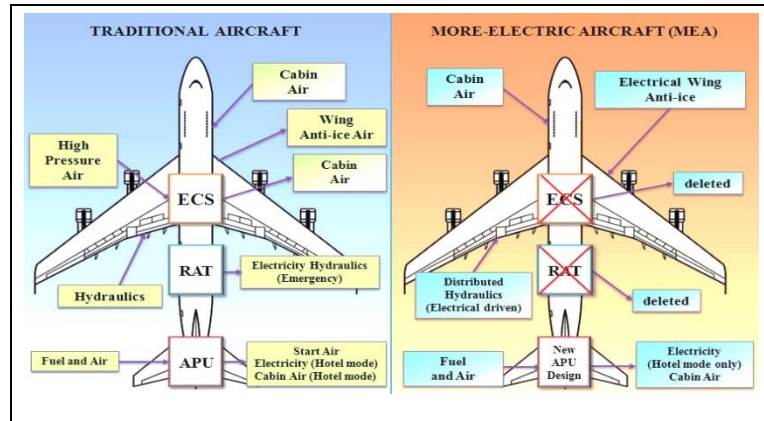 TRADITIONAL AIRCRAFT
Cabin
Air
Wing
Anti-ice Air
High
Pressure
Air
Cabin
Air
ECS
RAT
Electricity Hydraulics
(Emergency)
Hydraulics
Fuel and Air
APU
Start Air
Electricity (Hotel mode)
Cabin Air (Hotel mode)
MORE-ELECTRIC AIRCRAFT (MEA)
Cabin
Air
Electrical Wing
Anti-ice
ECS
deleted
RAT
Distributed
Hydraulics
(Electrical driven)
deleted
Fuel
and Air
New
APU
Design
Electricity
(Hotel mode only)
Cabin Air